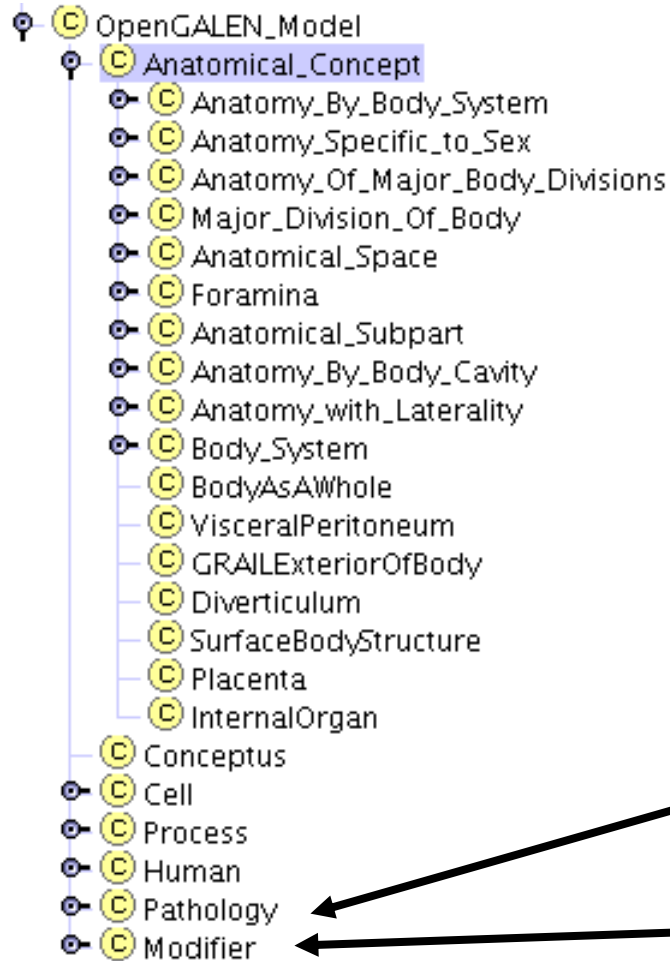 C OpenGALEN_Model
C Anatomical_Concept
C Anatomy_By_Body_System
C Anatomy_Specific_to_Sex
C Anatomy_Of_Major_Body_Divisions
C Major_Division_Of_Body
C Anatomical_Space
C Foramina
C Anatomical_Subpart
C Anatomy_By_Body_Cavity
C Anatomy_with_Laterality
C Body_System
C BodyAsAWhole
C VisceralPeritoneum
C GRAILExteriorOfBody
C Diverticulum
C SurfaceBodyStructure
C Placenta
C InternalOrgan
C Conceptus
C Cell
C Process
C Human
C Pathology
C Modifier